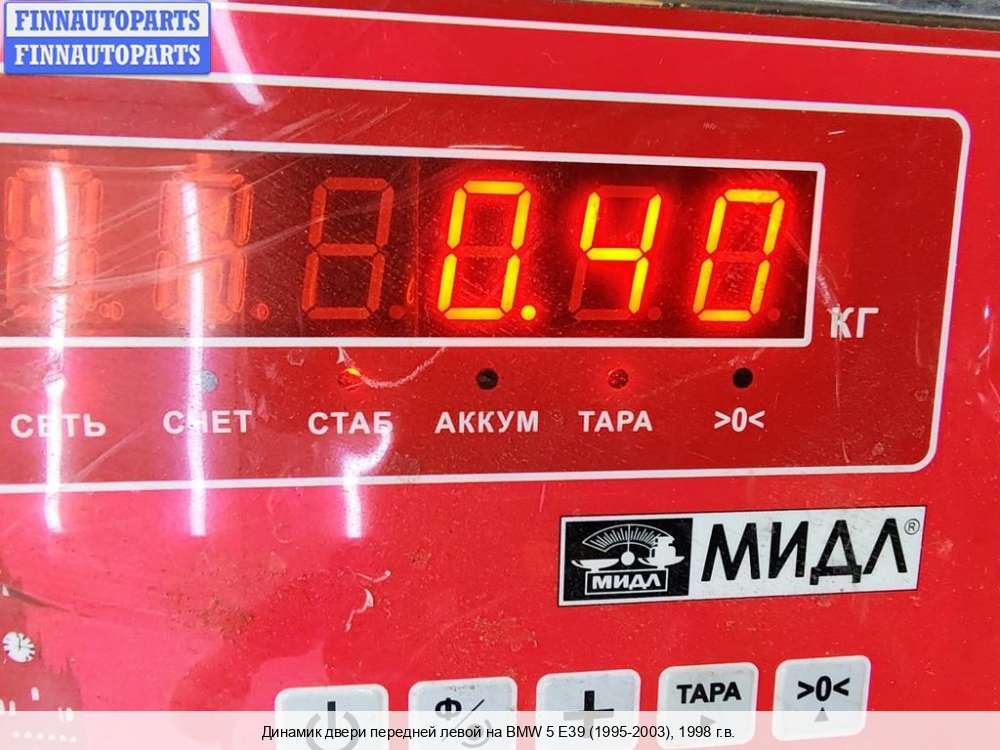 FINNAUTOPARTS
FINNAUTOPARTS
0.40
КГ
СЕТЬ СЧЕТ СТАБ АККУМ ТАРА >0<
МИДЛ
МИДЛ®
Ф/
+
ТАРА
>0<
Динамик двери передней левой на BMW 5 E39 (1995-2003), 1998 г.в.